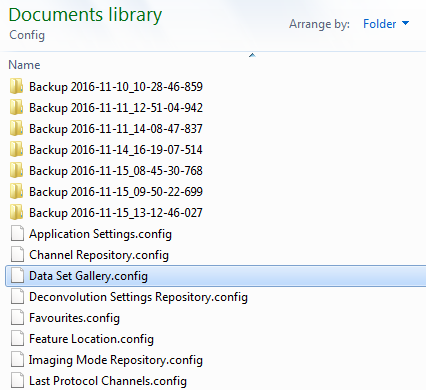 Documents library
Config
Arrange by: Folder
Name
Backup 2016-11-10_10-28-46-859
Backup 2016-11-11_12-51-04-942
Backup 2016-11-11_14-08-47-837
Backup 2016-11-14_16-19-07-514
Backup 2016-11-15_08-45-30-768
Backup 2016-11-15_09-50-22-699
Backup 2016-11-15_13-12-46-027
Application Settings.config
Channel Repository.config
Data Set Gallery.config
Deconvolution Settings Repository.config
Favourites.config
Feature Location.config
Imaging Mode Repository.config
Last Protocol Channels.config